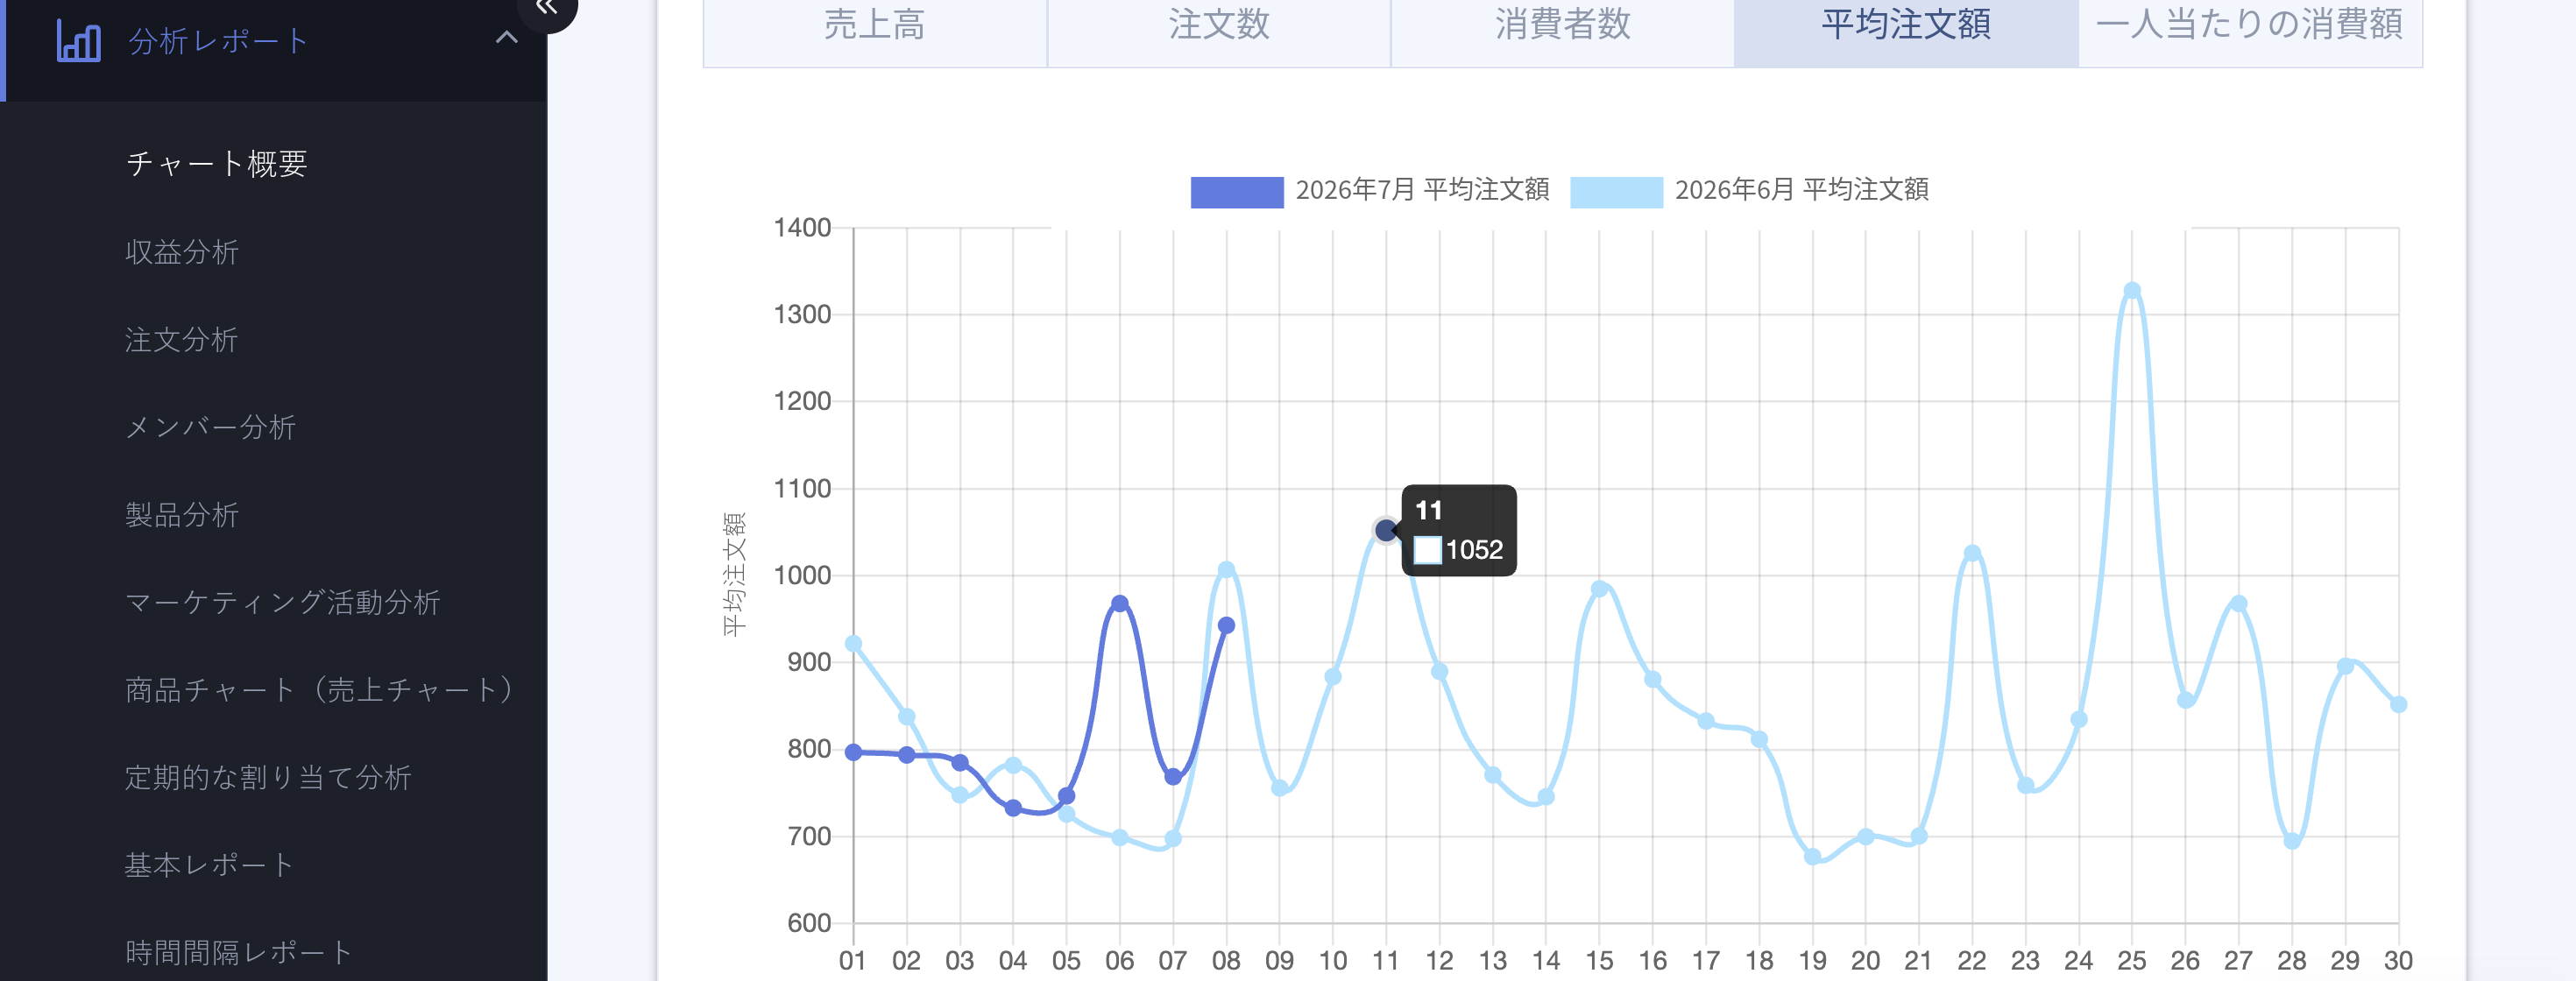 分析レポート
チャート概要
収益分析
注文分析
メンバー分析
製品分析
マーケティング活動分析
商品チャート（売上チャート）
定期的な割り当て分析
基本レポート
時間間隔レポート
売上高 注文数 消費者数 平均注文額 一人当たりの消費額
2026年7月 平均注文額 2026年6月 平均注文額
平均注文額
1400
1300
1200
1100
1000
900
800
700
600
11
1052
01 02 03 04 05 06 07 08 09 10 11 12 13 14 15 16 17 18 19 20 21 22 23 24 25 26 27 28 29 30